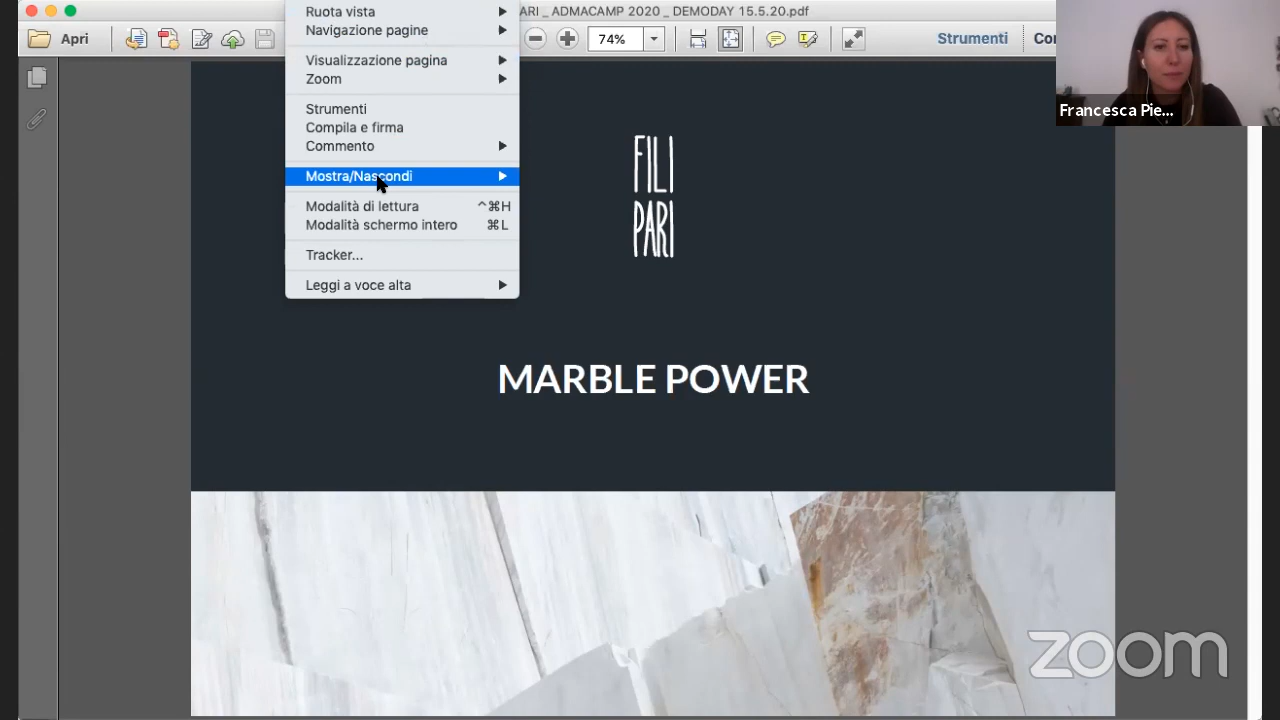 ARI _ ADMACAMP 2020 _ DEMODAY 15.5.20.pdf
Apri
74%
Strumenti
Ruota vista
Navigazione pagine
Visualizzazione pagina
Zoom
Strumenti
Compila e firma
Commento
Mostra/Nascondi
Modalità di lettura ^⌘H
Modalità schermo intero ⌘L
Tracker...
Leggi a voce alta
Francesca Pie...
FILI
PARI
MARBLE POWER
zoom